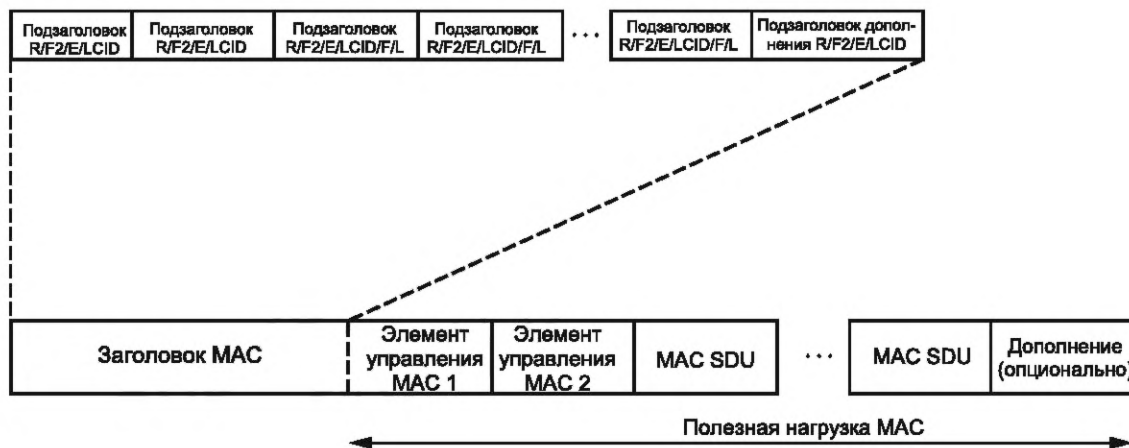 Подзаголовок
R/F2/E/LCID
Подзаголовок
R/F2/E/LCID
Подзаголовок
R/F2/E/LCID/F/L
Подзаголовок
R/F2/E/LCID/F/L
...
Подзаголовок
R/F2/E/LCID/F/L
Подзаголовок допол-
нения R/F2/E/LCID
Заголовок MAC
Элемент
управления
MAC 1
Элемент
управления
MAC 2
MAC SDU
...
MAC SDU
Дополнение
(опционально)
Полезная нагрузка MAC